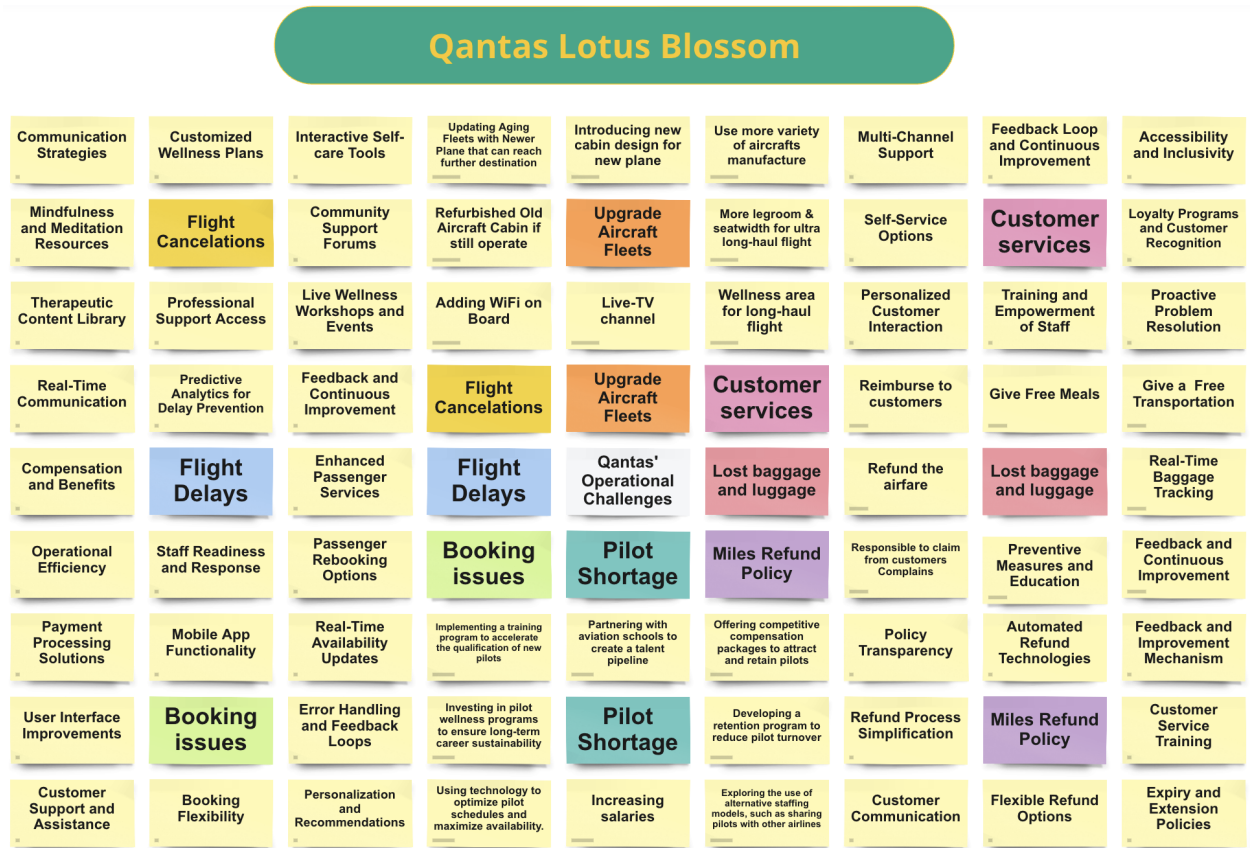 Qantas Lotus Blossom
Communication
Strategies
Customized
Wellness Plans
Interactive Self-
care Tools
Updating Aging
Fleets with Newer
Plane that can reach
further destination
Introducing new
cabin design for
new plane
Use more variety
of aircrafts
manufacture
Multi-Channel
Support
Feedback Loop
and Continuous
Improvement
Accessibility
and Inclusivity
Mindfulness
and Meditation
Resources
Flight
Cancelations
Community
Support
Forums
Refurbished Old
Aircraft Cabin if
still operate
Upgrade
Aircraft
Fleets
More legroom &
seatwidth for ultra
long-haul flight
Self-Service
Options
Customer
services
Loyalty Programs
and Customer
Recognition
Therapeutic
Content Library
Professional
Support Access
Live Wellness
Workshops and
Events
Adding WiFi on
Board
Live-TV
channel
Wellness area
for long-haul
flight
Personalized
Customer
Interaction
Training and
Empowerment
of Staff
Proactive
Problem
Resolution
Real-Time
Communication
Predictive
Analytics for
Delay Prevention
Feedback and
Continuous
Improvement
Flight
Cancelations
Upgrade
Aircraft
Fleets
Customer
services
Reimburse to
customers
Give Free Meals
Give a Free
Transportation
Compensation
and Benefits
Flight
Delays
Enhanced
Passenger
Services
Flight
Delays
Qantas'
Operational
Challenges
Lost baggage
and luggage
Refund the
airfare
Lost baggage
and luggage
Real-Time
Baggage
Tracking
Operational
Efficiency
Staff Readiness
and Response
Passenger
Rebooking
Options
Booking
issues
Pilot
Shortage
Miles Refund
Policy
Responsible to claim
from customers
Complains
Preventive
Measures and
Education
Feedback and
Continuous
Improvement
Payment
Processing
Solutions
Mobile App
Functionality
Real-Time
Availability
Updates
Implementing a training
program to accelerate
the qualification of new
pilots
Partnering with
aviation schools to
create a talent
pipeline
Offering competitive
compensation
packages to attract
and retain pilots
Policy
Transparency
Automated
Refund
Technologies
Feedback and
Improvement
Mechanism
User Interface
Improvements
Booking
issues
Error Handling
and Feedback
Loops
Investing in pilot
wellness programs
to ensure long-term
career sustainability
Pilot
Shortage
Developing a
retention program to
reduce pilot turnover
Refund Process
Simplification
Miles Refund
Policy
Customer
Service
Training
Customer
Support and
Assistance
Booking
Flexibility
Personalization
and
Recommendations
Using technology to
optimize pilot
schedules and
maximize availability.
Increasing
salaries
Exploring the use of
alternative staffing
models, such as sharing
pilots with other airlines
Customer
Communication
Flexible Refund
Options
Expiry and
Extension
Policies